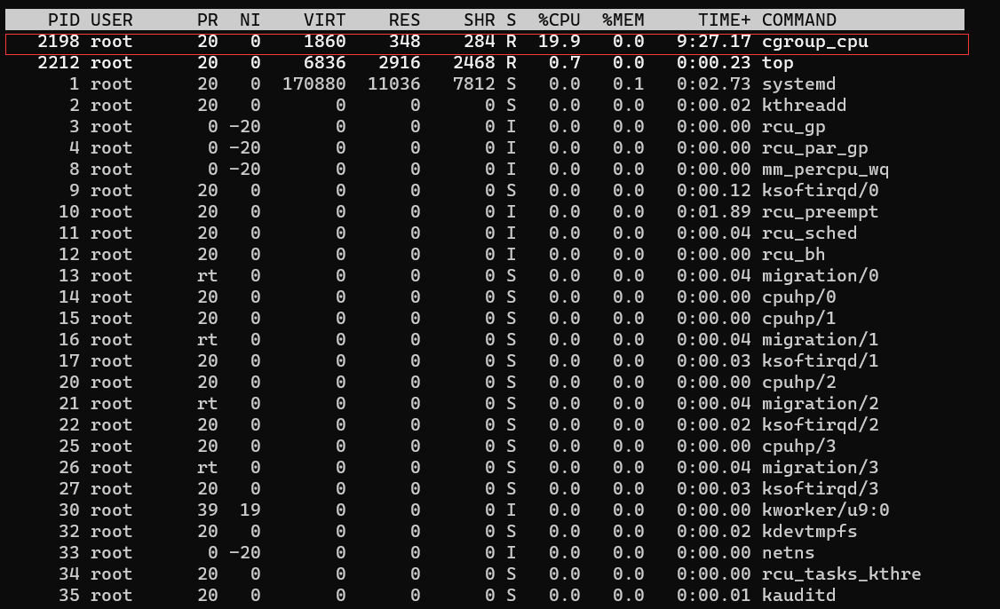 PID USER PR NI VIRT RES SHR S %CPU %MEM TIME+ COMMAND
2198 root 20 0 1860 348 284 R 19.9 0.0 9:27.17 cgroup_cpu
2212 root 20 0 6836 2916 2468 R 0.7 0.0 0:00.23 top
1 root 20 0 170880 11036 7812 S 0.0 0.1 0:02.73 systemd
2 root 20 0 0 0 0 S 0.0 0.0 0:00.02 kthreadd
3 root 0 -20 0 0 0 I 0.0 0.0 0:00.00 rcu_gp
4 root 0 -20 0 0 0 I 0.0 0.0 0:00.00 rcu_par_gp
8 root 0 -20 0 0 0 I 0.0 0.0 0:00.00 mm_percpu_wq
9 root 20 0 0 0 0 S 0.0 0.0 0:00.12 ksoftirqd/0
10 root 20 0 0 0 0 I 0.0 0.0 0:01.89 rcu_preempt
11 root 20 0 0 0 0 I 0.0 0.0 0:00.04 rcu_sched
12 root 20 0 0 0 0 I 0.0 0.0 0:00.00 rcu_bh
13 root rt 0 0 0 0 S 0.0 0.0 0:00.04 migration/0
14 root 20 0 0 0 0 S 0.0 0.0 0:00.00 cpuhp/0
15 root 20 0 0 0 0 S 0.0 0.0 0:00.00 cpuhp/1
16 root rt 0 0 0 0 S 0.0 0.0 0:00.04 migration/1
17 root 20 0 0 0 0 S 0.0 0.0 0:00.03 ksoftirqd/1
20 root 20 0 0 0 0 S 0.0 0.0 0:00.00 cpuhp/2
21 root rt 0 0 0 0 S 0.0 0.0 0:00.04 migration/2
22 root 20 0 0 0 0 S 0.0 0.0 0:00.02 ksoftirqd/2
25 root 20 0 0 0 0 S 0.0 0.0 0:00.00 cpuhp/3
26 root rt 0 0 0 0 S 0.0 0.0 0:00.04 migration/3
27 root 20 0 0 0 0 S 0.0 0.0 0:00.03 ksoftirqd/3
30 root 39 19 0 0 0 I 0.0 0.0 0:00.00 kworker/u9:0
32 root 20 0 0 0 0 S 0.0 0.0 0:00.02 kdevtmpfs
33 root 0 -20 0 0 0 I 0.0 0.0 0:00.00 netns
34 root 20 0 0 0 0 S 0.0 0.0 0:00.00 rcu_tasks_kthre
35 root 20 0 0 0 0 S 0.0 0.0 0:00.01 kauditd